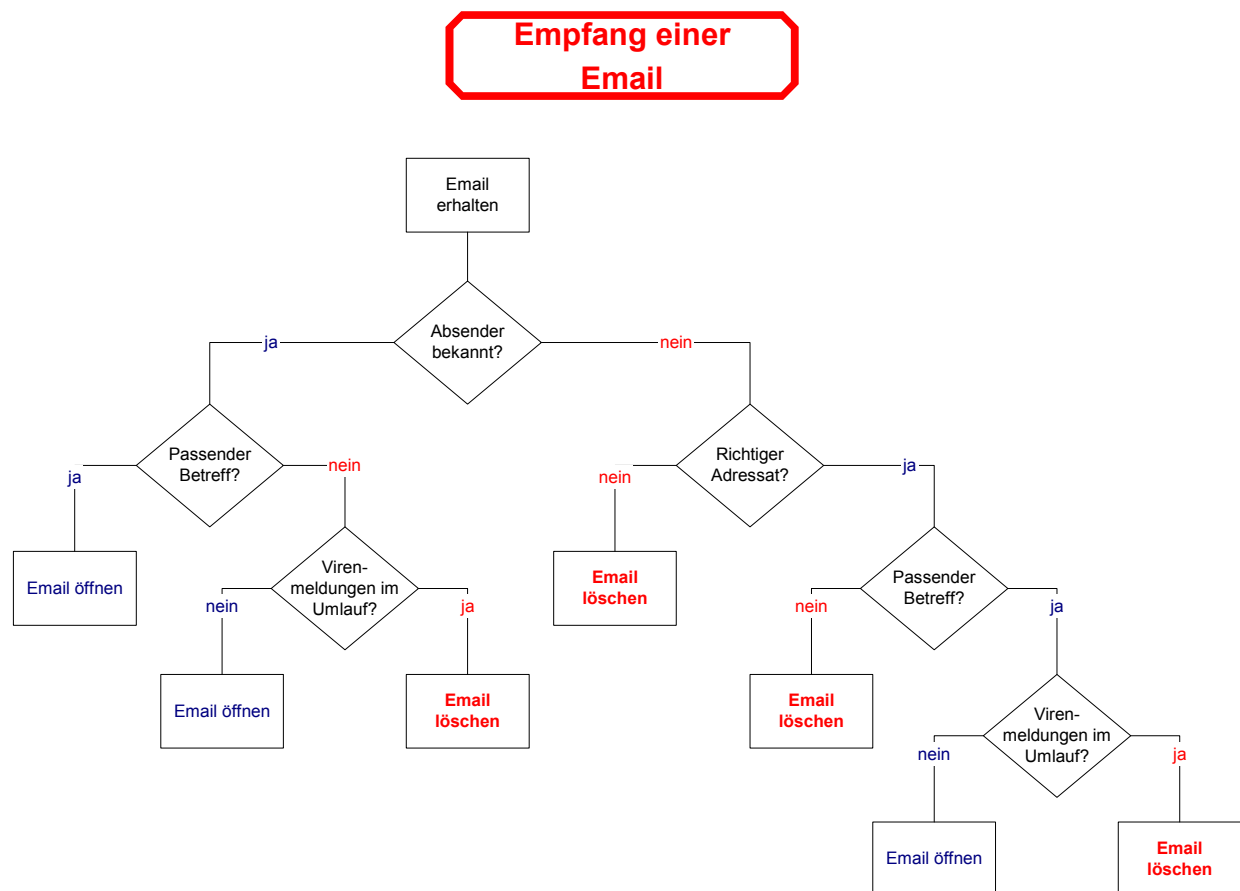 Empfang einer
Email
Email
erhalten
Absender
bekannt?
ja
nein
Passender
Betreff?
ja
nein
Richtiger
Adressat?
nein
ja
Email öffnen
Viren-
meldungen im
Umlauf?
nein
ja
Email
löschen
Passender
Betreff?
nein
ja
Email öffnen
Email
löschen
Email
löschen
Viren-
meldungen im
Umlauf?
nein
ja
Email öffnen
Email
löschen